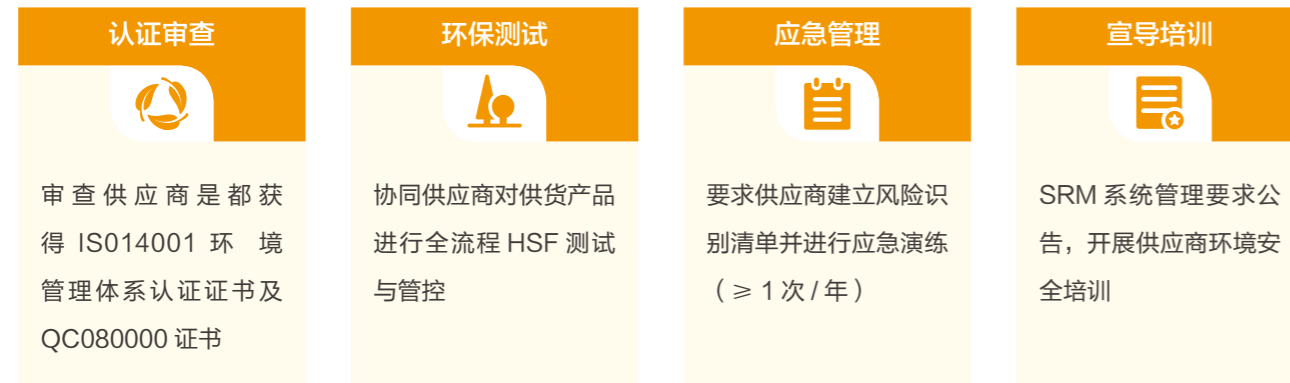 认证审查
审查供应商是都获
得 IS014001 环 境
管理体系认证证书及
QC080000 证书
环保测试
协同供应商对供货产品
进行全流程 HSF 测试
与管控
应急管理
要求供应商建立风险识
别清单并进行应急演练
（≥ 1 次 / 年）
宣导培训
SRM 系统管理要求公
告，开展供应商环境安
全培训